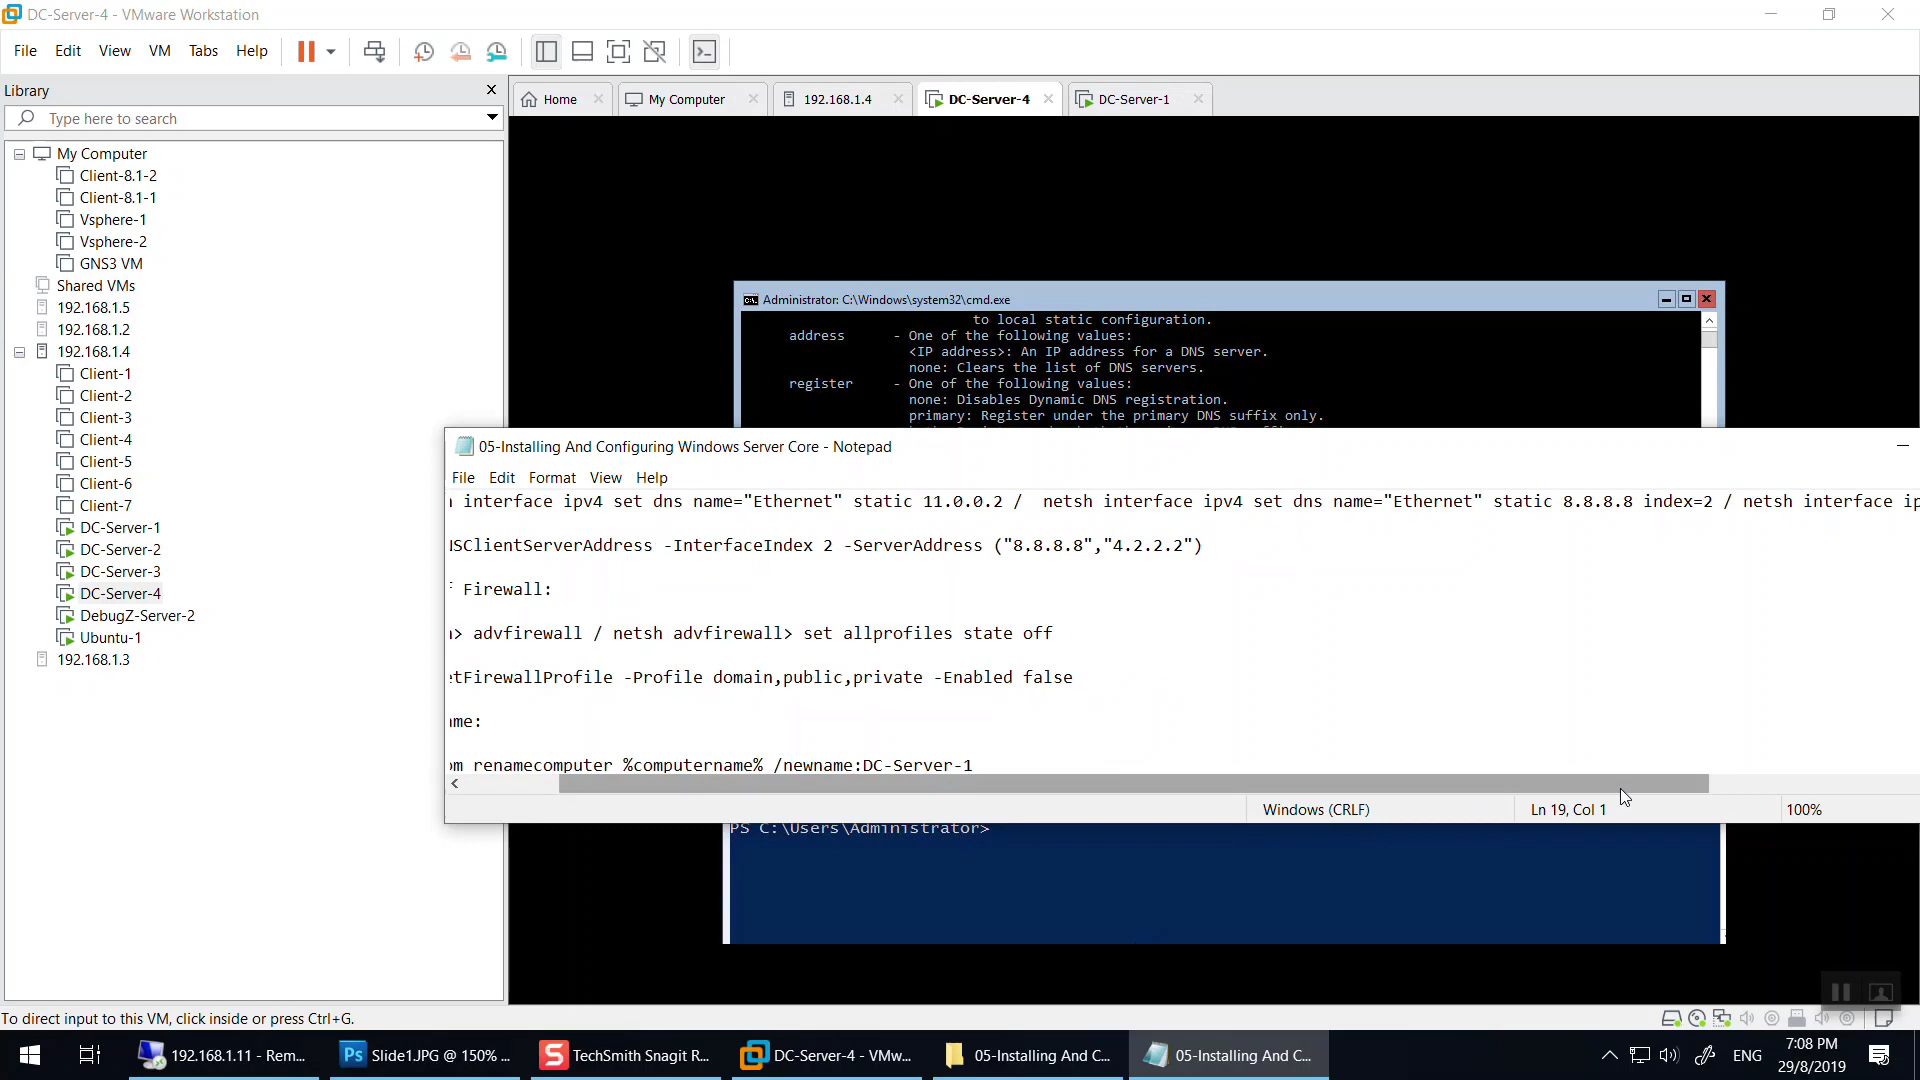 DC-Server-4 - VMware Workstation
File Edit View VM Tabs Help
Library
Type here to search
My Computer
Client-8.1-2
Client-8.1-1
Vsphere-1
Vsphere-2
GNS3 VM
Shared VMs
192.168.1.5
192.168.1.2
192.168.1.4
Client-1
Client-2
Client-3
Client-4
Client-5
Client-6
Client-7
DC-Server-1
DC-Server-2
DC-Server-3
DC-Server-4
DebugZ-Server-2
Ubuntu-1
192.168.1.3
Home My Computer 192.168.1.4 DC-Server-4 DC-Server-1
Administrator: C:\Windows\system32\cmd.exe
to local static configuration.
address - One of the following values:
<IP address>: An IP address for a DNS server.
none: Clears the list of DNS servers.
register - One of the following values:
none: Disables Dynamic DNS registration.
primary: Register under the primary DNS suffix only.
05-Installing And Configuring Windows Server Core - Notepad
File Edit Format View Help
interface ipv4 set dns name="Ethernet" static 11.0.0.2 / netsh interface ipv4 set dns name="Ethernet" static 8.8.8.8 index=2 / netsh interface ip
SClientServerAddress -InterfaceIndex 2 -ServerAddress ("8.8.8.8","4.2.2.2")
Firewall:
> advfirewall / netsh advfirewall> set allprofiles state off
tFirewallProfile -Profile domain,public,private -Enabled false
me:
m renamecomputer %computername% /newname:DC-Server-1
Windows (CRLF) Ln 19, Col 1 100%
PS C:\Users\Administrator>
To direct input to this VM, click inside or press Ctrl+G.
192.168.1.11 - Rem... Slide1.JPG @ 150% ... TechSmith Snagit R... DC-Server-4 - VMw... 05-Installing And C... 05-Installing And C... ENG 7:08 PM
29/8/2019